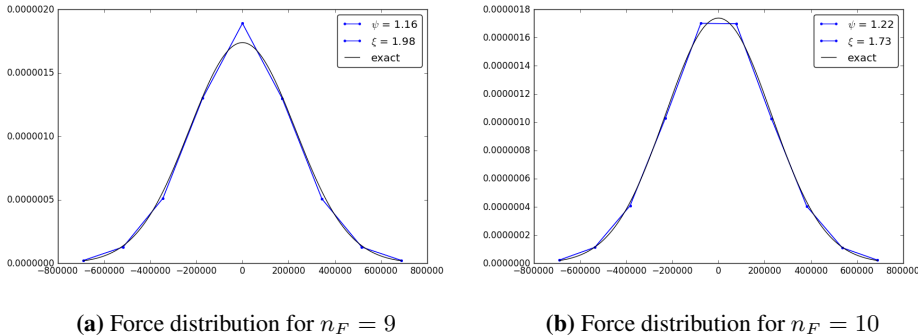 0.0000020
0.0000015
0.0000010
0.0000005
0.0000000
−800000 −600000 −400000 −200000 0 200000 400000 600000 800000
ψ = 1.16
ξ = 1.98
exact
(a) Force distribution for n_F = 9
0.0000018
0.0000016
0.0000014
0.0000012
0.0000010
0.0000008
0.0000006
0.0000004
0.0000002
0.0000000
−800000 −600000 −400000 −200000 0 200000 400000 600000 800000
ψ = 1.22
ξ = 1.73
exact
(b) Force distribution for n_F = 10